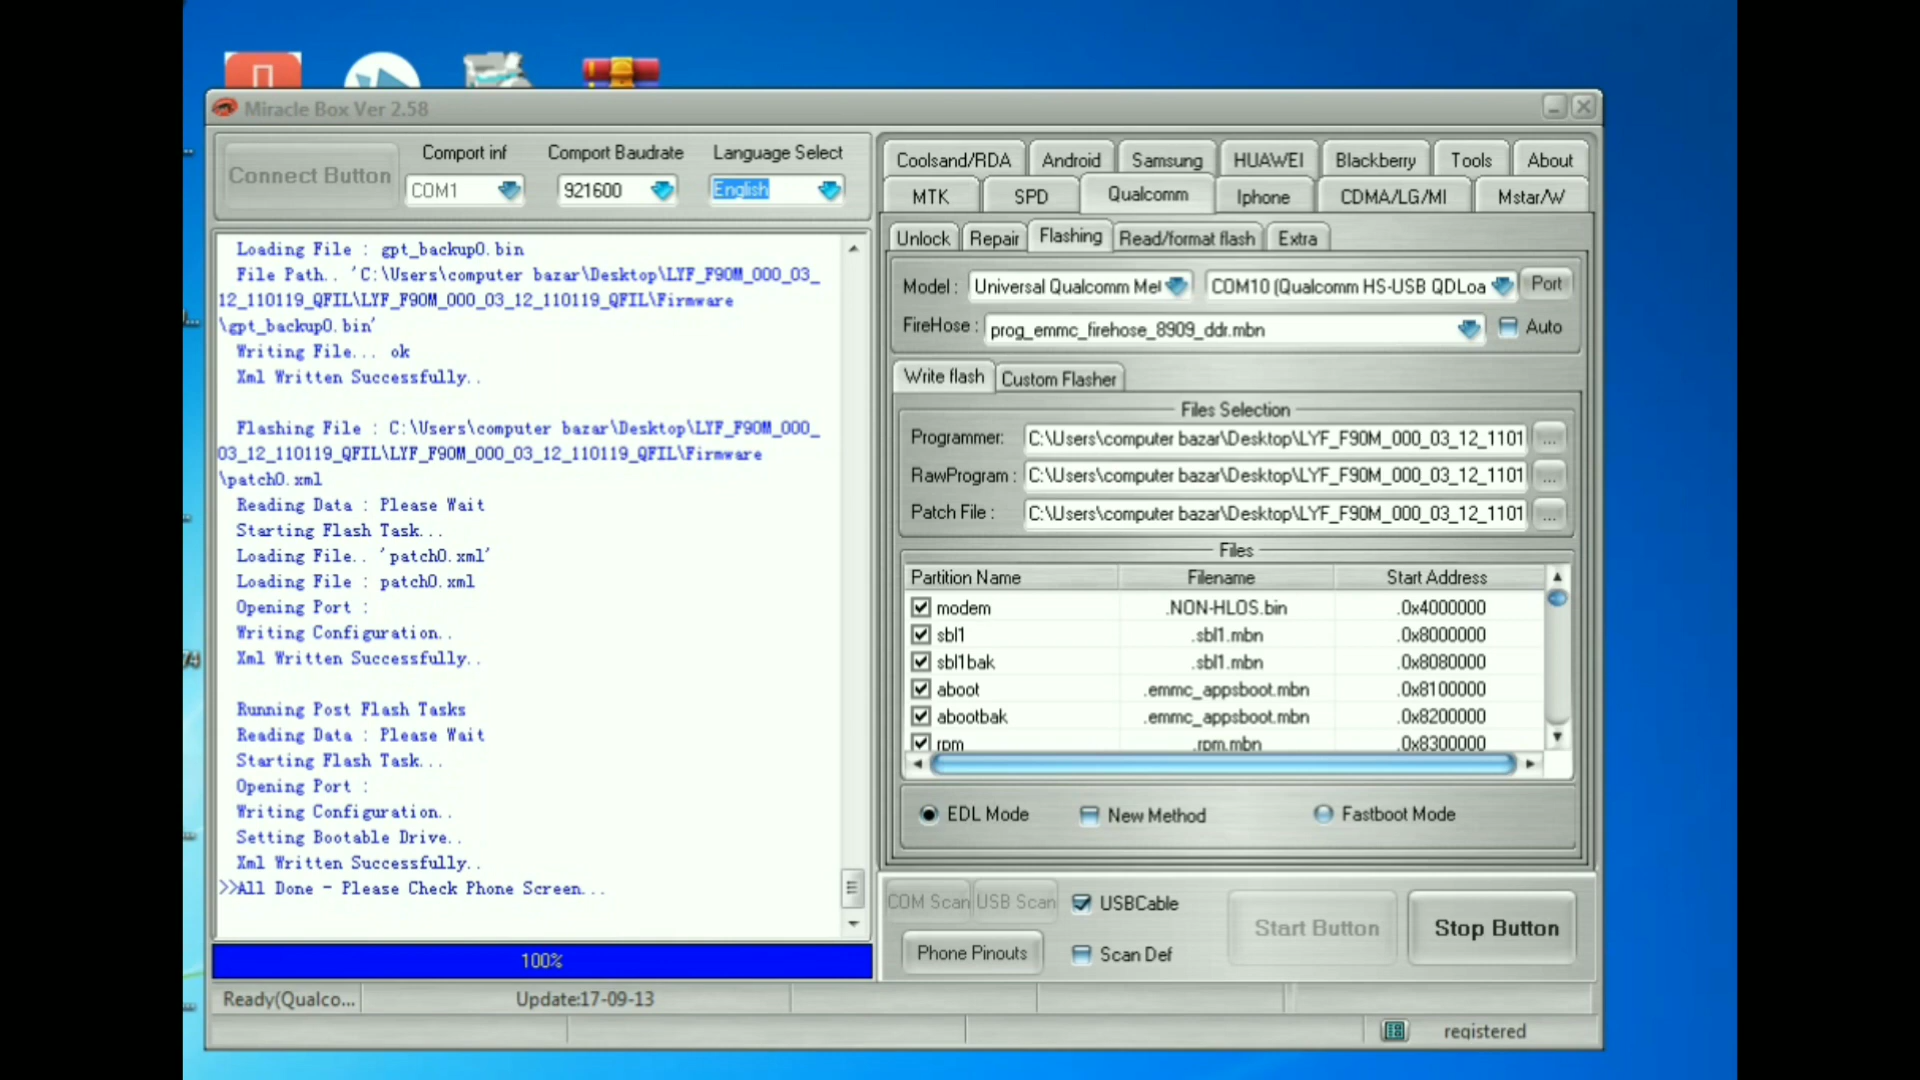 Miracle Box Ver 2.58
Connect Button
Comport inf
Comport Baudrate
Language Select
COM1
921600
English
Loading File : gpt_backup0.bin
File Path.. 'C:\Users\computer bazar\Desktop\LYF_F90M_000_03_
12_110119_QFIL\LYF_F90M_000_03_12_110119_QFIL\Firmware
\gpt_backup0.bin'
Writing File... ok
Xml Written Successfully..
Flashing File : C:\Users\computer bazar\Desktop\LYF_F90M_000_
03_12_110119_QFIL\LYF_F90M_000_03_12_110119_QFIL\Firmware
\patch0.xml
Reading Data : Please Wait
Starting Flash Task...
Loading File.. 'patch0.xml'
Loading File : patch0.xml
Opening Port :
Writing Configuration..
Xml Written Successfully..
Running Post Flash Tasks
Reading Data : Please Wait
Starting Flash Task...
Opening Port :
Writing Configuration..
Setting Bootable Drive..
Xml Written Successfully..
>>All Done - Please Check Phone Screen...
100%
Ready(Qualco...
Update:17-09-13
Coolsand/RDA Android Samsung HUAWEI Blackberry Tools About
MTK SPD Qualcomm Iphone CDMA/LG/MI Mstar/W
Unlock Repair Flashing Read/format flash Extra
Model : Universal Qualcomm Me COM10 (Qualcomm HS-USB QDLoa Port
FireHose : prog_emmc_firehose_8909_ddr.mbn Auto
Write flash Custom Flasher
Files Selection
Programmer: C:\Users\computer bazar\Desktop\LYF_F90M_000_03_12_1101 ...
RawProgram : C:\Users\computer bazar\Desktop\LYF_F90M_000_03_12_1101 ...
Patch File : C:\Users\computer bazar\Desktop\LYF_F90M_000_03_12_1101 ...
Files
Partition Name Filename Start Address
modem .NON-HLOS.bin .0x4000000
sbl1 .sbl1.mbn .0x8000000
sbl1bak .sbl1.mbn .0x8080000
aboot .emmc_appsboot.mbn .0x8100000
abootbak .emmc_appsboot.mbn .0x8200000
rpm .rpm.mbn .0x8300000
EDL Mode New Method Fastboot Mode
COM Scan USB Scan USBCable
Start Button Stop Button
Phone Pinouts Scan Def
registered